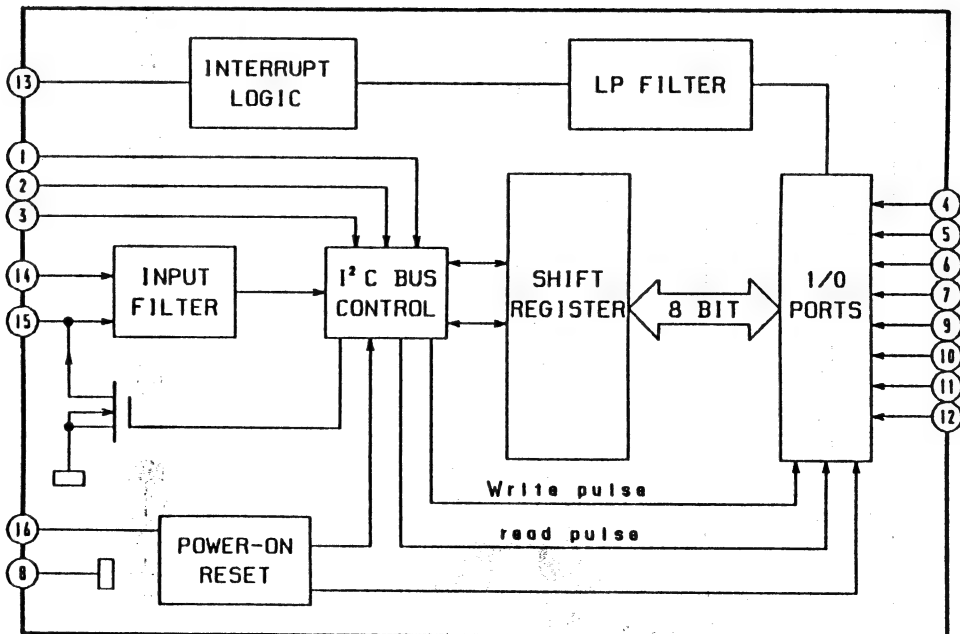 13
INTERRUPT
LOGIC
LP FILTER
1
2
3
14
15
INPUT
FILTER
I² C BUS
CONTROL
SHIFT
REGISTER
8 BIT
I/O
PORTS
4
5
6
7
9
10
11
12
Write pulse
read pulse
16
8
POWER-ON
RESET